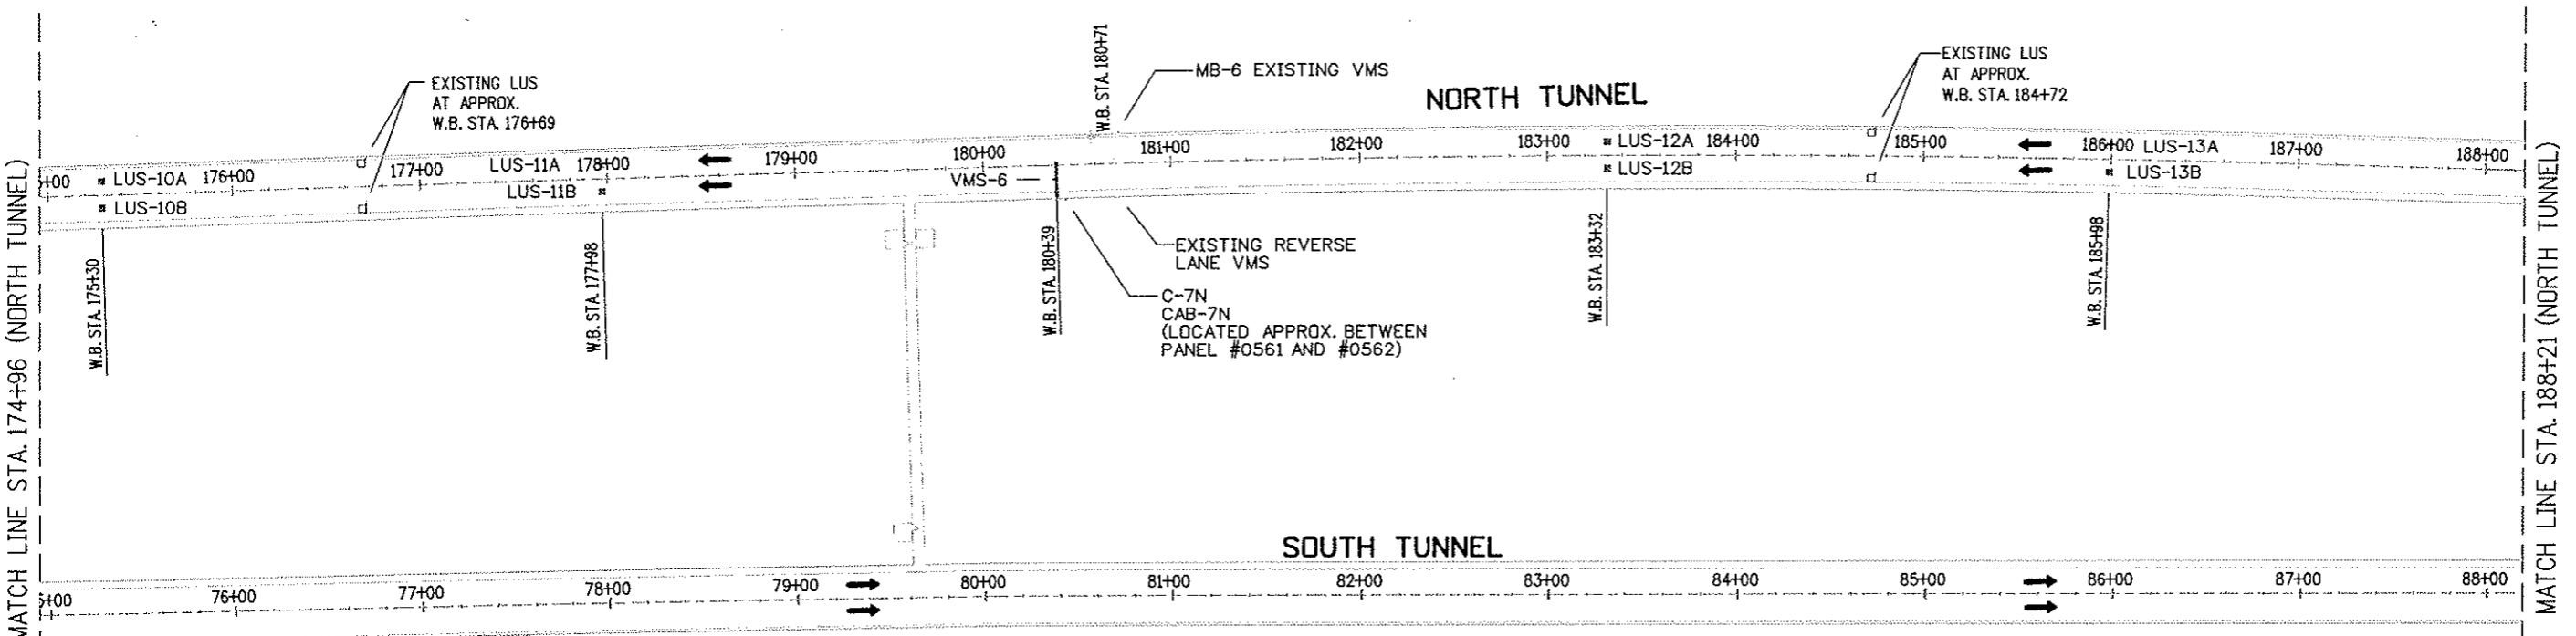 MATCH LINE STA. 174+96 (NORTH TUNNEL)
EXISTING LUS
AT APPROX.
W.B. STA. 176+69
W.B. STA. 180+71
MB-6 EXISTING VMS
NORTH TUNNEL
EXISTING LUS
AT APPROX.
W.B. STA. 184+72
+00
LUS-10A
176+00
177+00
LUS-11A
178+00
179+00
180+00
181+00
182+00
183+00
LUS-12A
184+00
185+00
186+00
LUS-13A
187+00
188+00
LUS-10B
LUS-11B
VMS-6
LUS-12B
LUS-13B
W.B. STA. 175+30
W.B. STA. 177+98
W.B. STA. 180+39
EXISTING REVERSE
LANE VMS
C-7N
CAB-7N
(LOCATED APPROX. BETWEEN
PANEL #0561 AND #0562)
W.B. STA. 183+32
W.B. STA. 185+98
SOUTH TUNNEL
+00
76+00
77+00
78+00
79+00
80+00
81+00
82+00
83+00
84+00
85+00
86+00
87+00
88+00
MATCH LINE STA. 188+21 (NORTH TUNNEL)